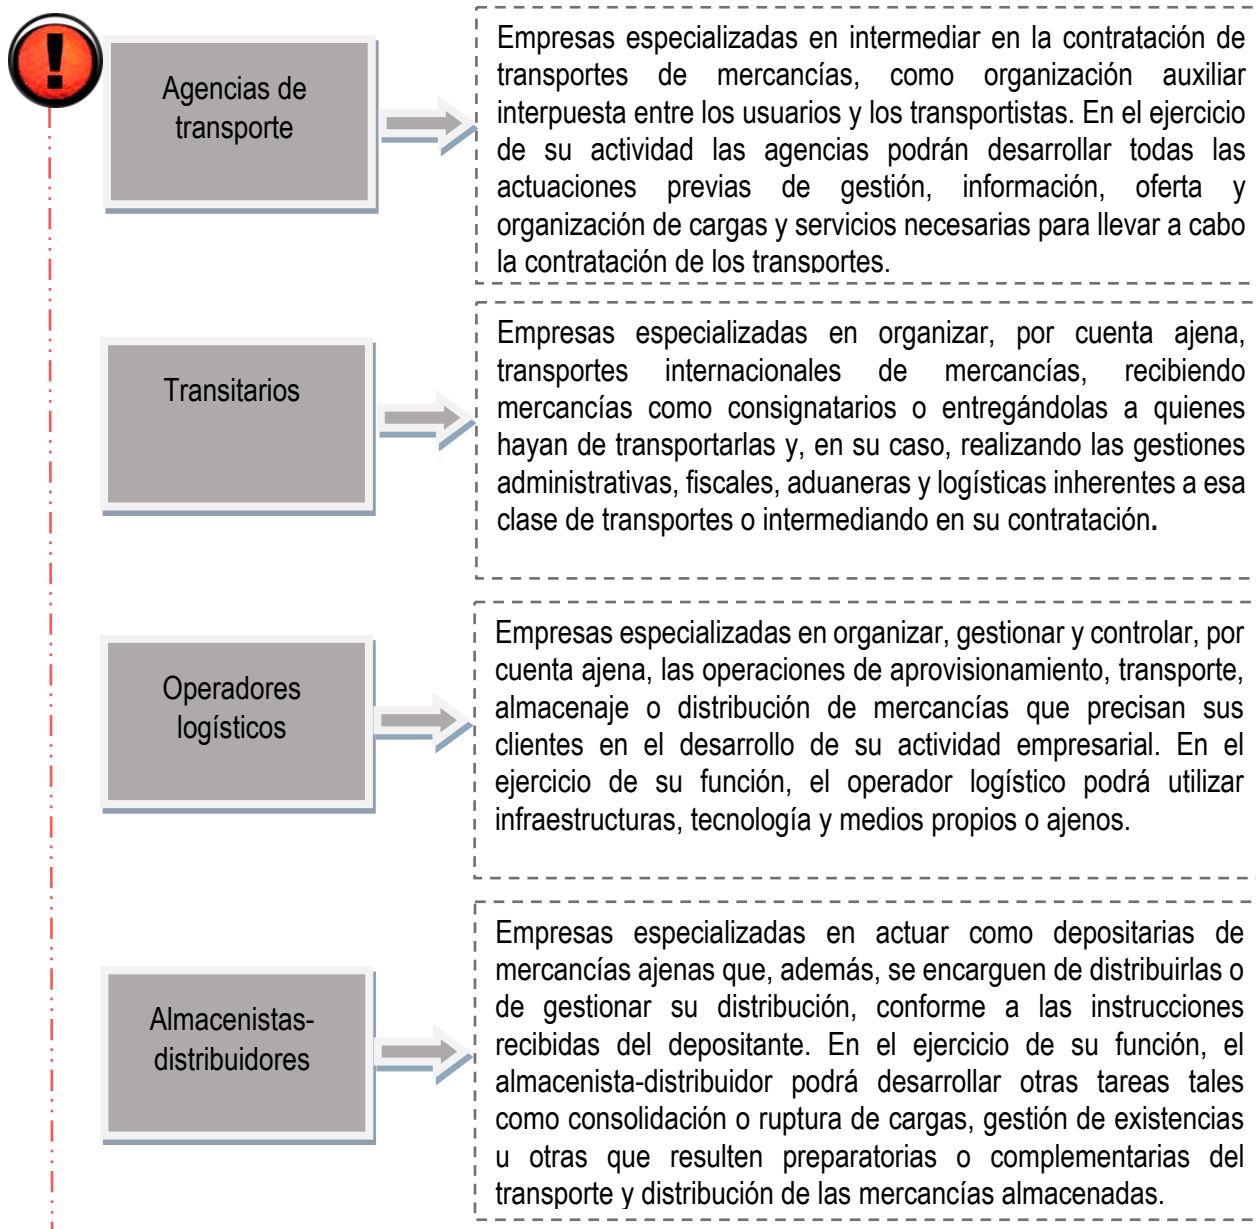 Agencias de
transporte
Empresas especializadas en intermediar en la contratación de
transportes de mercancías, como organización auxiliar
interpuesta entre los usuarios y los transportistas. En el ejercicio
de su actividad las agencias podrán desarrollar todas las
actuaciones previas de gestión, información, oferta y
organización de cargas y servicios necesarias para llevar a cabo
la contratación de los transportes.
Transitarios
Empresas especializadas en organizar, por cuenta ajena,
transportes internacionales de mercancías, recibiendo
mercancías como consignatarios o entregándolas a quienes
hayan de transportarlas y, en su caso, realizando las gestiones
administrativas, fiscales, aduaneras y logísticas inherentes a esa
clase de transportes o intermediando en su contratación.
Operadores
logísticos
Empresas especializadas en organizar, gestionar y controlar, por
cuenta ajena, las operaciones de aprovisionamiento, transporte,
almacenaje o distribución de mercancías que precisan sus
clientes en el desarrollo de su actividad empresarial. En el
ejercicio de su función, el operador logístico podrá utilizar
infraestructuras, tecnología y medios propios o ajenos.
Almacenistas-
distribuidores
Empresas especializadas en actuar como depositarias de
mercancías ajenas que, además, se encarguen de distribuirlas o
de gestionar su distribución, conforme a las instrucciones
recibidas del depositante. En el ejercicio de su función, el
almacenista-distribuidor podrá desarrollar otras tareas tales
como consolidación o ruptura de cargas, gestión de existencias
u otras que resulten preparatorias o complementarias del
transporte y distribución de las mercancías almacenadas.